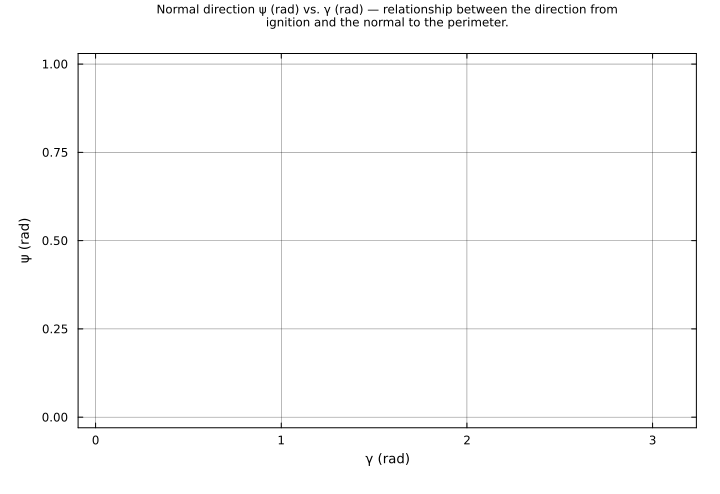 Normal direction ψ (rad) vs. γ (rad) — relationship between the direction from
ignition and the normal to the perimeter.
1.00
0.75
0.50
0.25
0.00
ψ (rad)
0 1 2 3
γ (rad)